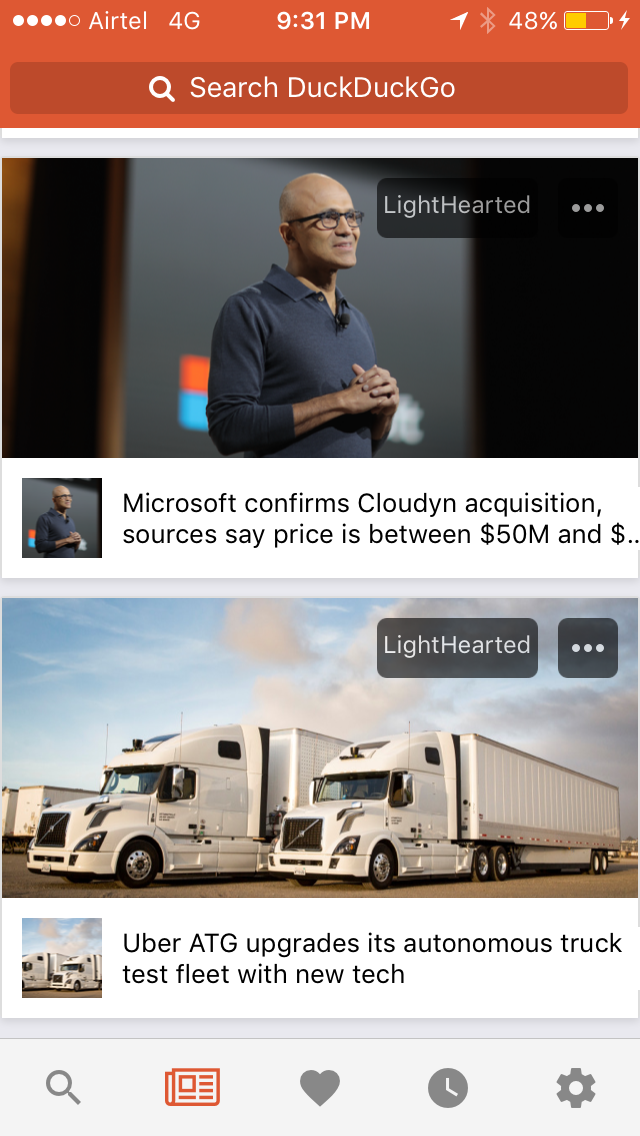 Airtel 4G 9:31 PM 48%
Search DuckDuckGo
LightHearted
Microsoft confirms Cloudyn acquisition,
sources say price is between $50M and $..
LightHearted
Uber ATG upgrades its autonomous truck
test fleet with new tech